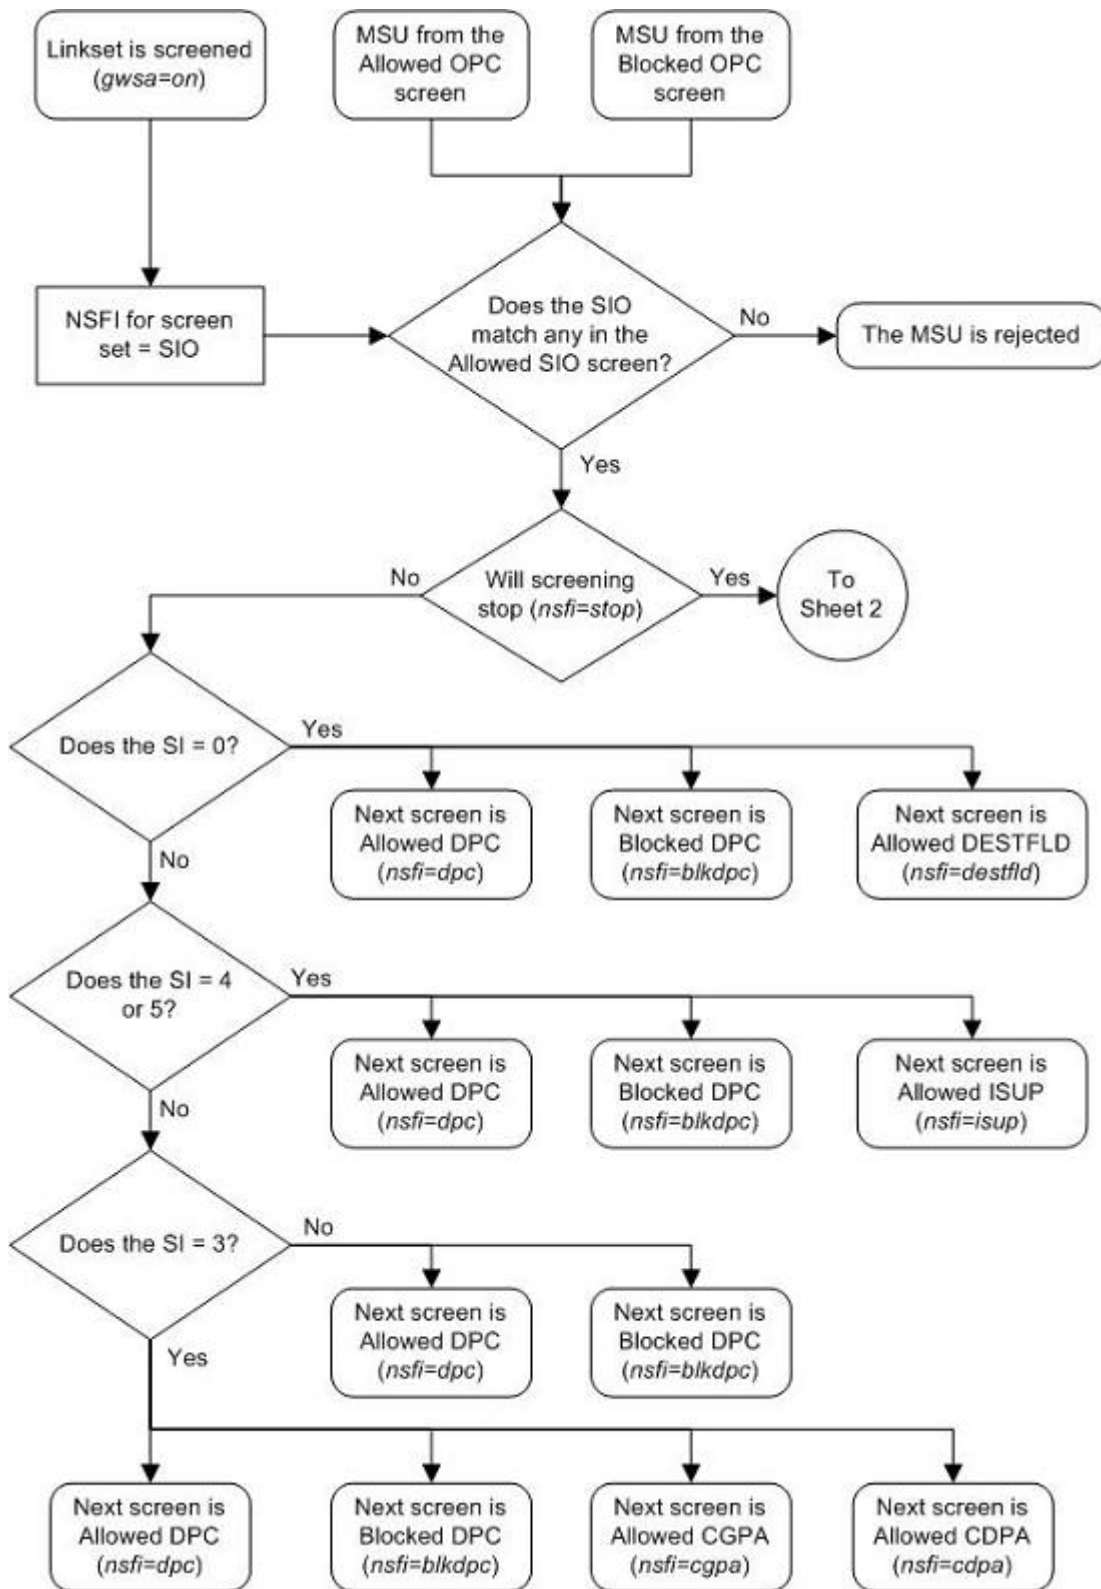 Linkset is screened
(gwsa=on)
MSU from the
Allowed OPC
screen
MSU from the
Blocked OPC
screen
NSFI for screen
set = SIO
Does the SIO
match any in the
Allowed SIO screen?
No
The MSU is rejected
Yes
Will screening
stop (nsfi=stop)
No
Yes
To
Sheet 2
Does the SI = 0?
Yes
Next screen is
Allowed DPC
(nsfi=dpc)
Next screen is
Blocked DPC
(nsfi=blkdpc)
Next screen is
Allowed DESTFLD
(nsfi=destfld)
No
Does the SI = 4
or 5?
Yes
Next screen is
Allowed DPC
(nsfi=dpc)
Next screen is
Blocked DPC
(nsfi=blkdpc)
Next screen is
Allowed ISUP
(nsfi=isup)
No
Does the SI = 3?
No
Next screen is
Allowed DPC
(nsfi=dpc)
Next screen is
Blocked DPC
(nsfi=blkdpc)
Yes
Next screen is
Allowed DPC
(nsfi=dpc)
Next screen is
Blocked DPC
(nsfi=blkdpc)
Next screen is
Allowed CGPA
(nsfi=cgpa)
Next screen is
Allowed CDPA
(nsfi=cdpa)